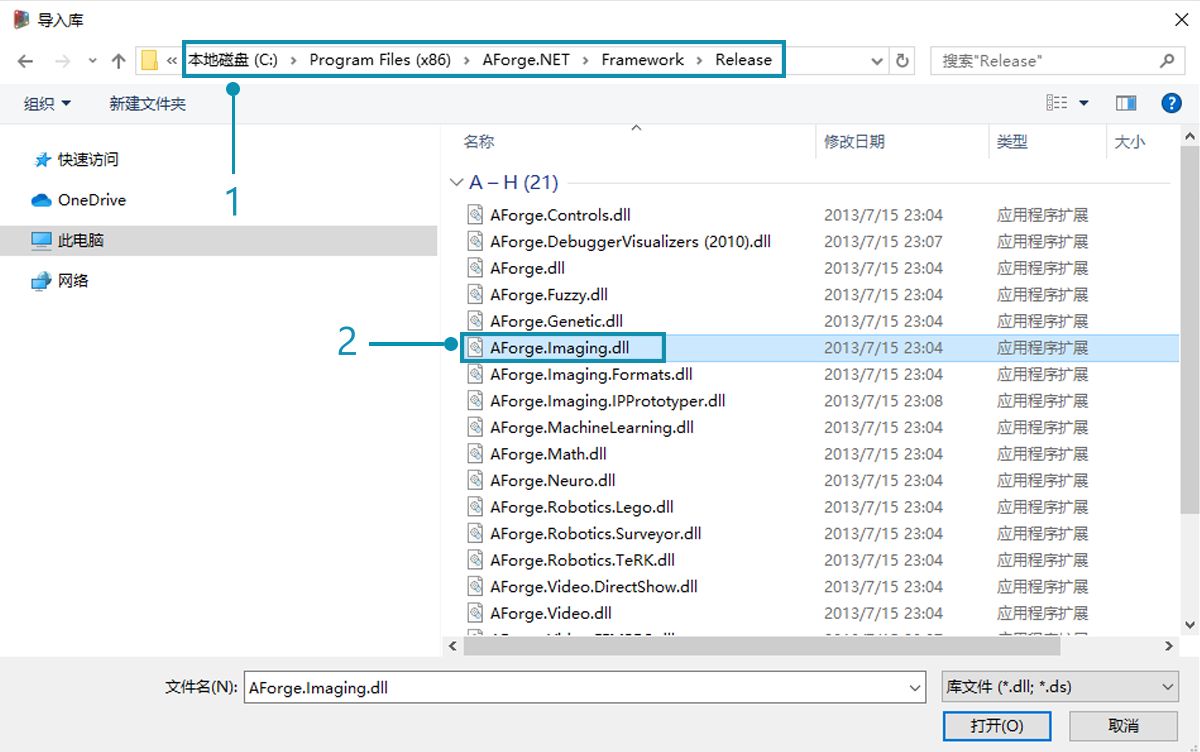 导入库
« 本地磁盘 (C:) › Program Files (x86) › AForge.NET › Framework › Release
搜索"Release"
组织
新建文件夹
1
快速访问
OneDrive
此电脑
网络
名称 修改日期 类型 大小
A – H (21)
AForge.Controls.dll 2013/7/15 23:04 应用程序扩展
AForge.DebuggerVisualizers (2010).dll 2013/7/15 23:07 应用程序扩展
AForge.dll 2013/7/15 23:04 应用程序扩展
AForge.Fuzzy.dll 2013/7/15 23:04 应用程序扩展
AForge.Genetic.dll 2013/7/15 23:04 应用程序扩展
2
AForge.Imaging.dll 2013/7/15 23:04 应用程序扩展
AForge.Imaging.Formats.dll 2013/7/15 23:04 应用程序扩展
AForge.Imaging.IPPrototyper.dll 2013/7/15 23:08 应用程序扩展
AForge.MachineLearning.dll 2013/7/15 23:04 应用程序扩展
AForge.Math.dll 2013/7/15 23:04 应用程序扩展
AForge.Neuro.dll 2013/7/15 23:04 应用程序扩展
AForge.Robotics.Lego.dll 2013/7/15 23:04 应用程序扩展
AForge.Robotics.Surveyor.dll 2013/7/15 23:04 应用程序扩展
AForge.Robotics.TeRK.dll 2013/7/15 23:04 应用程序扩展
AForge.Video.DirectShow.dll 2013/7/15 23:04 应用程序扩展
AForge.Video.dll 2013/7/15 23:04 应用程序扩展
文件名(N): AForge.Imaging.dll
库文件 (*.dll; *.ds)
打开(O)
取消